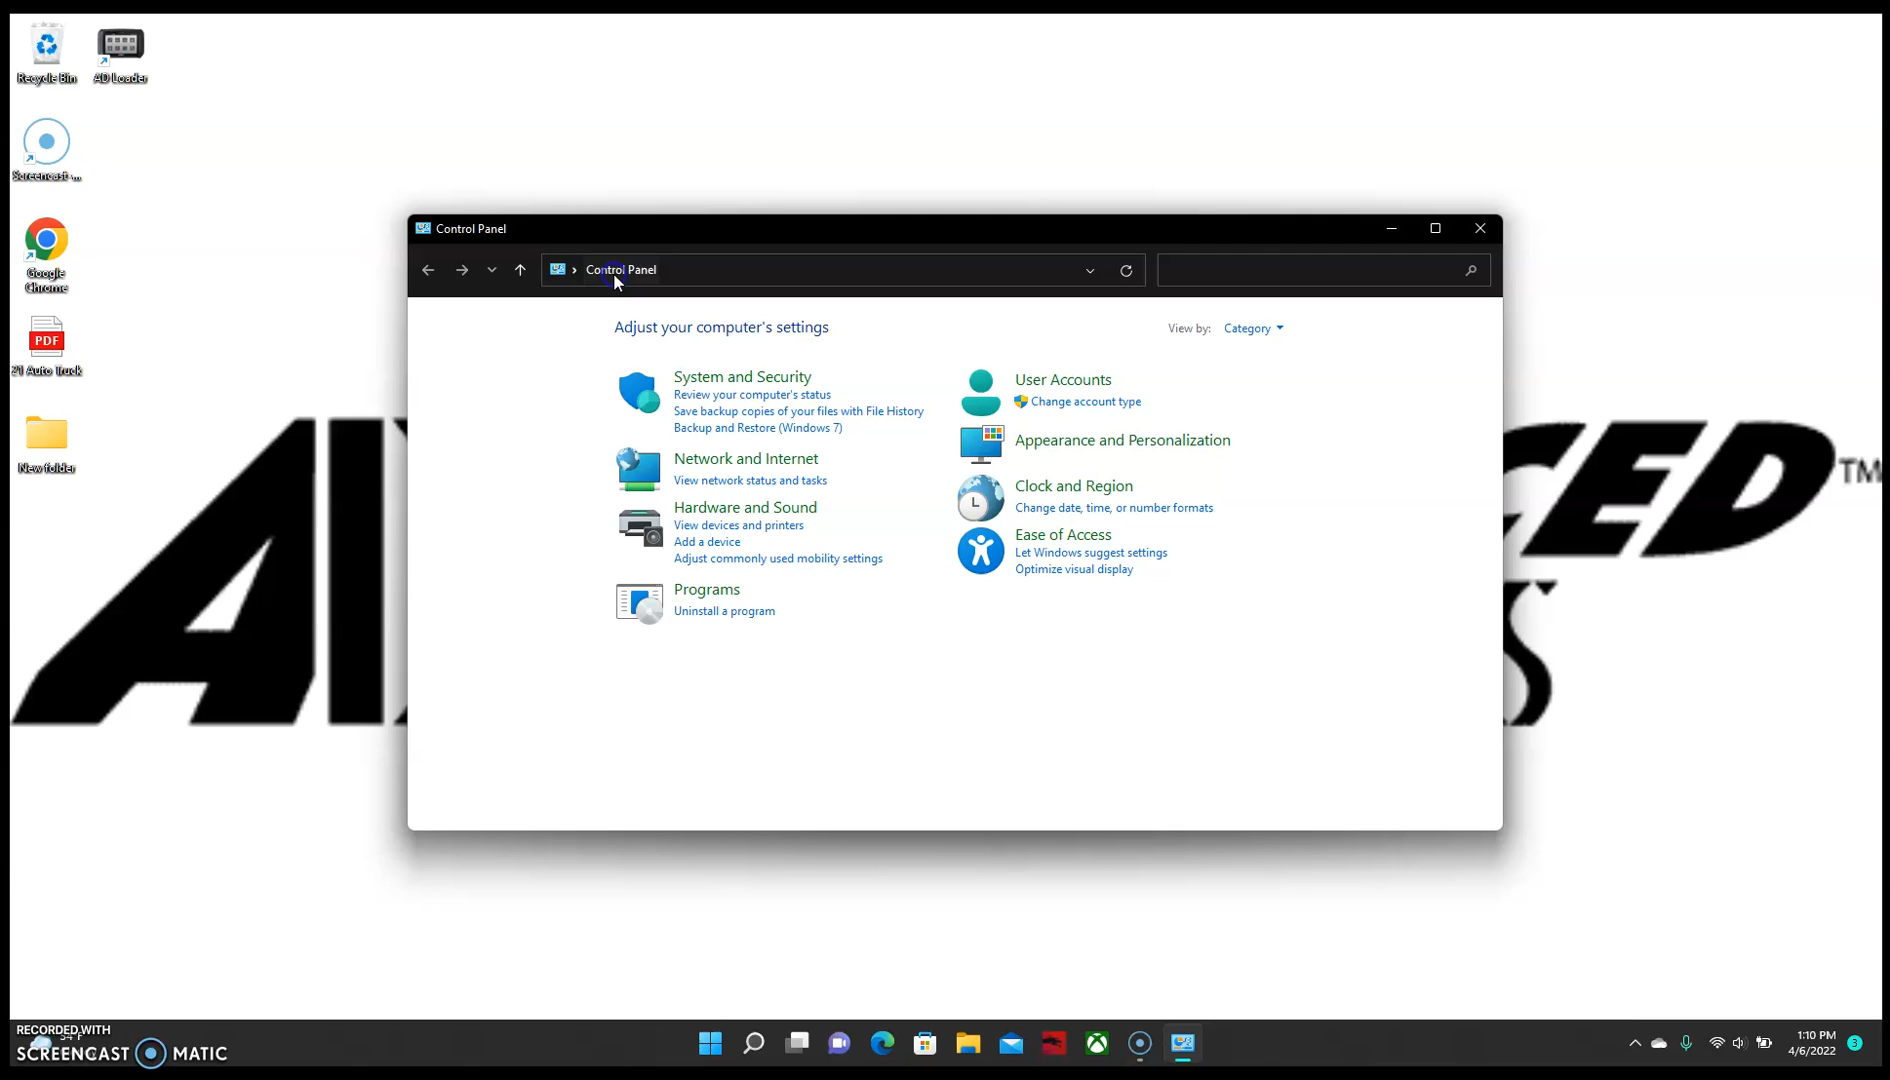 Recycle Bin
AD Loader
Screencast-...
Google
Chrome
PDF
21 Auto Truck
New folder
Control Panel
Control Panel
Adjust your computer's settings
View by:
Category
System and Security
Review your computer's status
Save backup copies of your files with File History
Backup and Restore (Windows 7)
Network and Internet
View network status and tasks
Hardware and Sound
View devices and printers
Add a device
Adjust commonly used mobility settings
Programs
Uninstall a program
User Accounts
Change account type
Appearance and Personalization
Clock and Region
Change date, time, or number formats
Ease of Access
Let Windows suggest settings
Optimize visual display
TM
RECORDED WITH
SCREENCAST MATIC
1:10 PM
4/6/2022
3